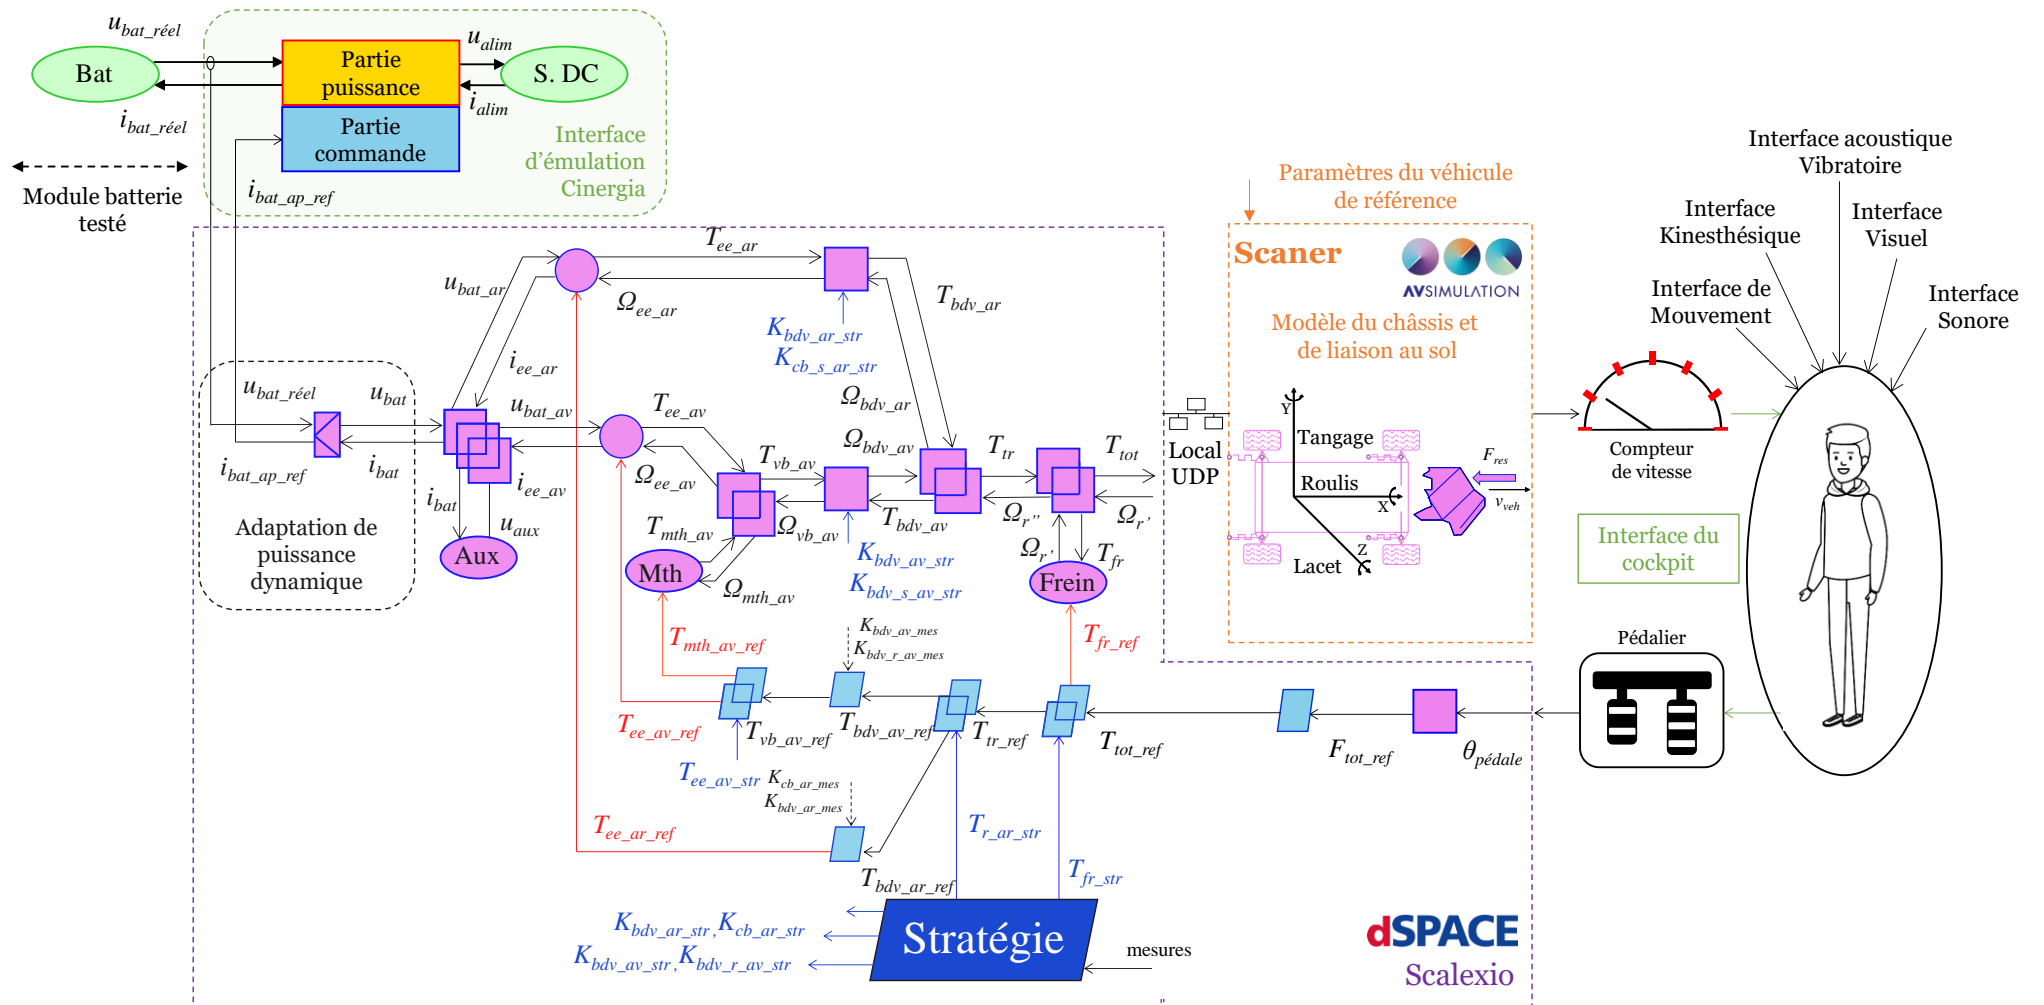 u_bat_réel
Bat
i_bat_réel
Partie
puissance
Partie
commande
u_alim
i_alim
S. DC
Interface
d'émulation
Cinergia
Module batterie
testé
i_bat_ap_ref
Paramètres du véhicule
de référence
Scaner
AVSIMULATION
Modèle du châssis et
de liaison au sol
Y
Tangage
Roulis
X
Z
Lacet
F_res
v_veh
Interface acoustique
Vibratoire
Interface
Kinesthésique
Interface
Visuel
Interface de
Mouvement
Interface
Sonore
Compteur
de vitesse
Interface du
cockpit
Pédalier
T_ee_ar
u_bat_ar
Ω_ee_ar
i_ee_ar
K_bdv_ar_str
K_cb_s_ar_str
T_bdv_ar
Ω_bdv_ar
u_bat_réel
u_bat
i_bat_ap_ref
i_bat
Adaptation de
puissance
dynamique
u_bat_av
i_ee_av
i_bat
u_aux
Aux
T_ee_av
Ω_ee_av
T_vb_av
Ω_vb_av
T_mth_av
Mth
Ω_mth_av
Ω_bdv_av
T_bdv_av
K_bdv_av_str
K_bdv_s_av_str
T_tr
Ω_r''
T_tot
Ω_r'
Ω_r'
T_fr
Frein
Local
UDP
T_mth_av_ref
K_bdv_av_mes
K_bdv_r_av_mes
T_fr_ref
T_ee_av_ref
T_vb_av_ref
T_bdv_av_ref
T_tr_ref
T_tot_ref
F_tot_ref
θ_pédale
T_ee_av_str
K_cb_ar_mes
K_bdv_ar_mes
T_ee_ar_ref
T_bdv_ar_ref
T_r_ar_str
T_fr_str
K_bdv_ar_str,K_cb_ar_str
K_bdv_av_str,K_bdv_r_av_str
Stratégie
mesures
dSPACE
Scalexio